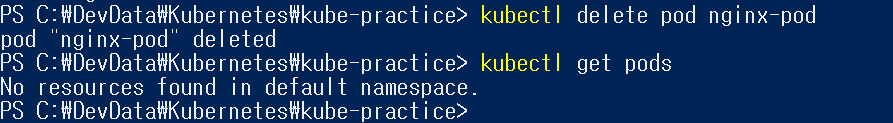 PS C:₩DevData₩Kubernetes₩kube-practice> kubectl delete pod nginx-pod
pod "nginx-pod" deleted
PS C:₩DevData₩Kubernetes₩kube-practice> kubectl get pods
No resources found in default namespace.
PS C:₩DevData₩Kubernetes₩kube-practice>